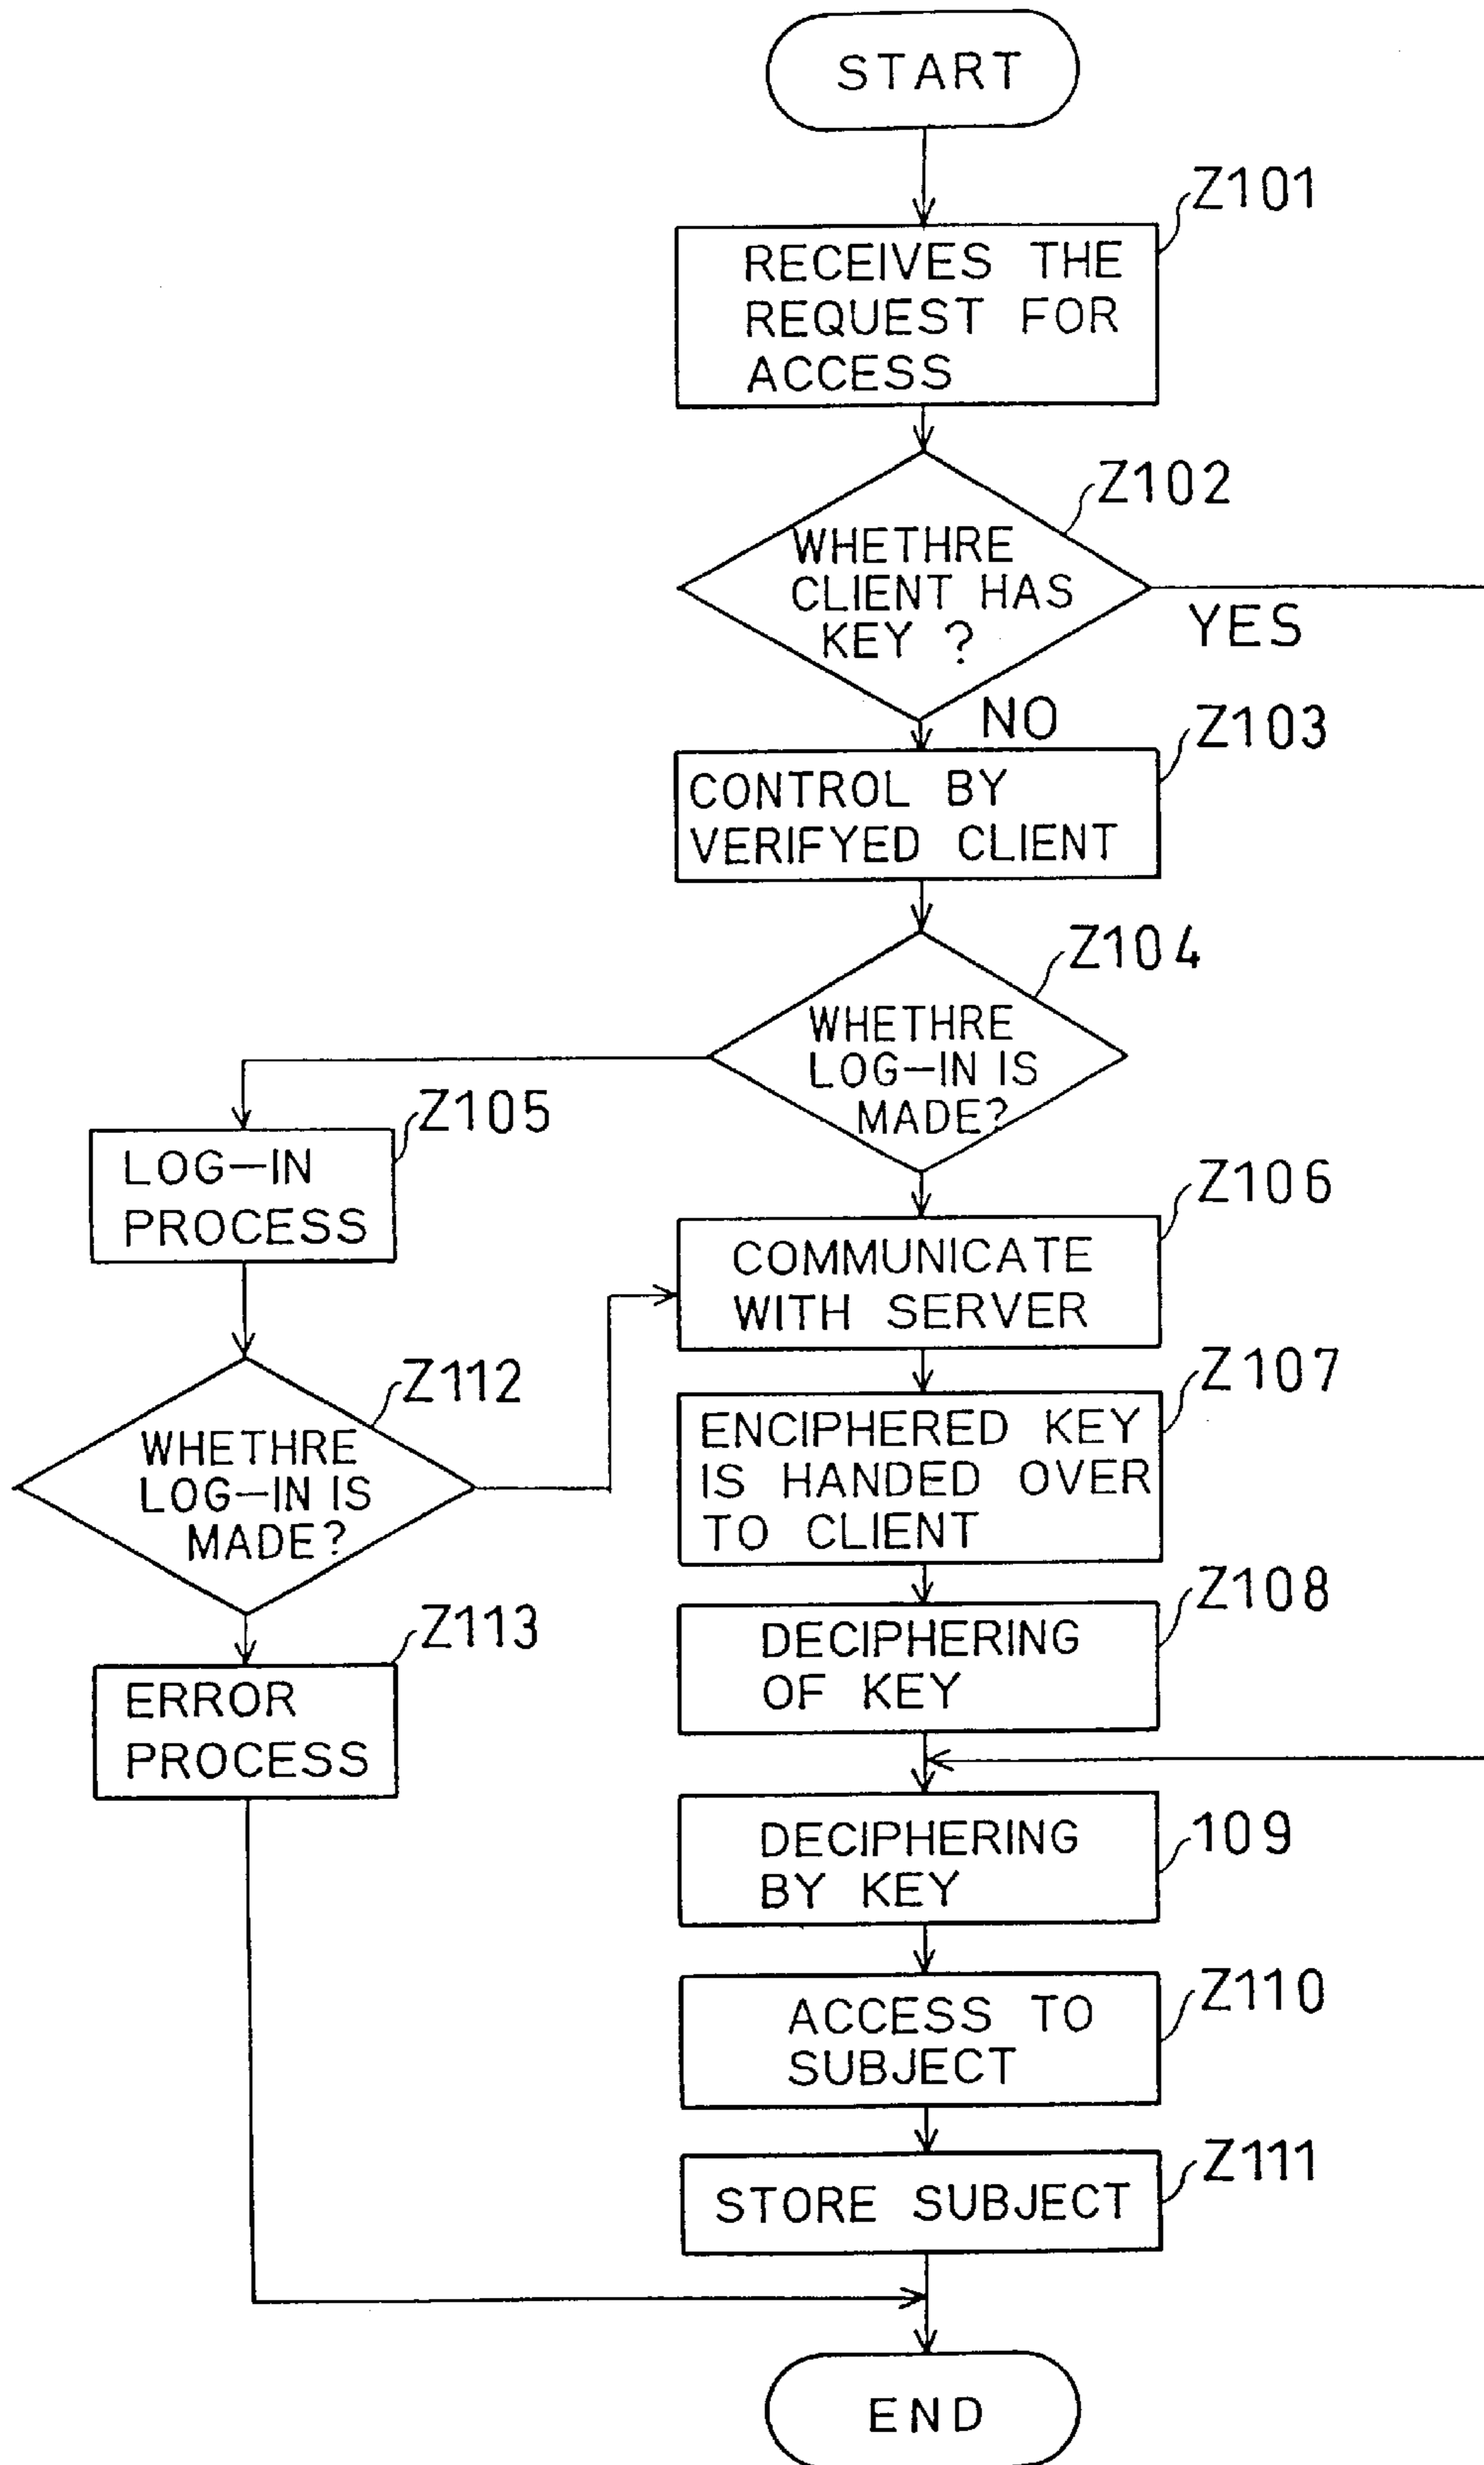 START
Z101
RECEIVES THE
REQUEST FOR
ACCESS
Z102
WHETHRE
CLIENT HAS
KEY ?
YES
NO
Z103
CONTROL BY
VERIFYED CLIENT
Z104
WHETHRE
LOG-IN IS
MADE?
Z105
LOG-IN
PROCESS
Z106
COMMUNICATE
WITH SERVER
Z112
WHETHRE
LOG-IN IS
MADE?
Z107
ENCIPHERED KEY
IS HANDED OVER
TO CLIENT
Z108
DECIPHERING
OF KEY
Z113
ERROR
PROCESS
109
DECIPHERING
BY KEY
Z110
ACCESS TO
SUBJECT
Z111
STORE SUBJECT
END